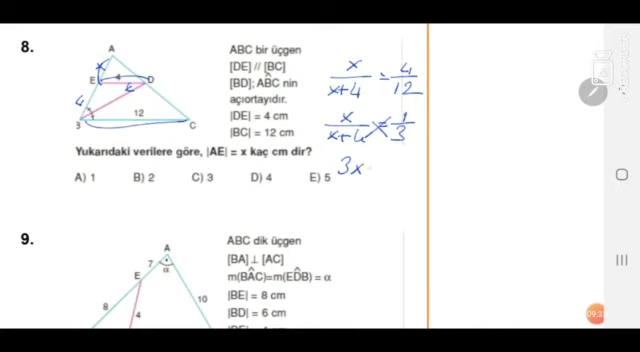 8.
A
x
E
4
D
ε
4
12
B
C
ABC bir üçgen
[DE] // [BC]
[BD]; ABC nin
açıortayıdır.
|DE| = 4 cm
|BC| = 12 cm
x/x+4 = 4/12
x/x+4 = 1/3
3x
Yukarıdaki verilere göre, |AE| = x kaç cm dir?
A) 1 B) 2 C) 3 D) 4 E) 5
9.
A
7
α
E
10
8
4
ABC dik üçgen
[BA] ⊥ [AC]
m(BAC)=m(EDB) = α
|BE| = 8 cm
|BD| = 6 cm